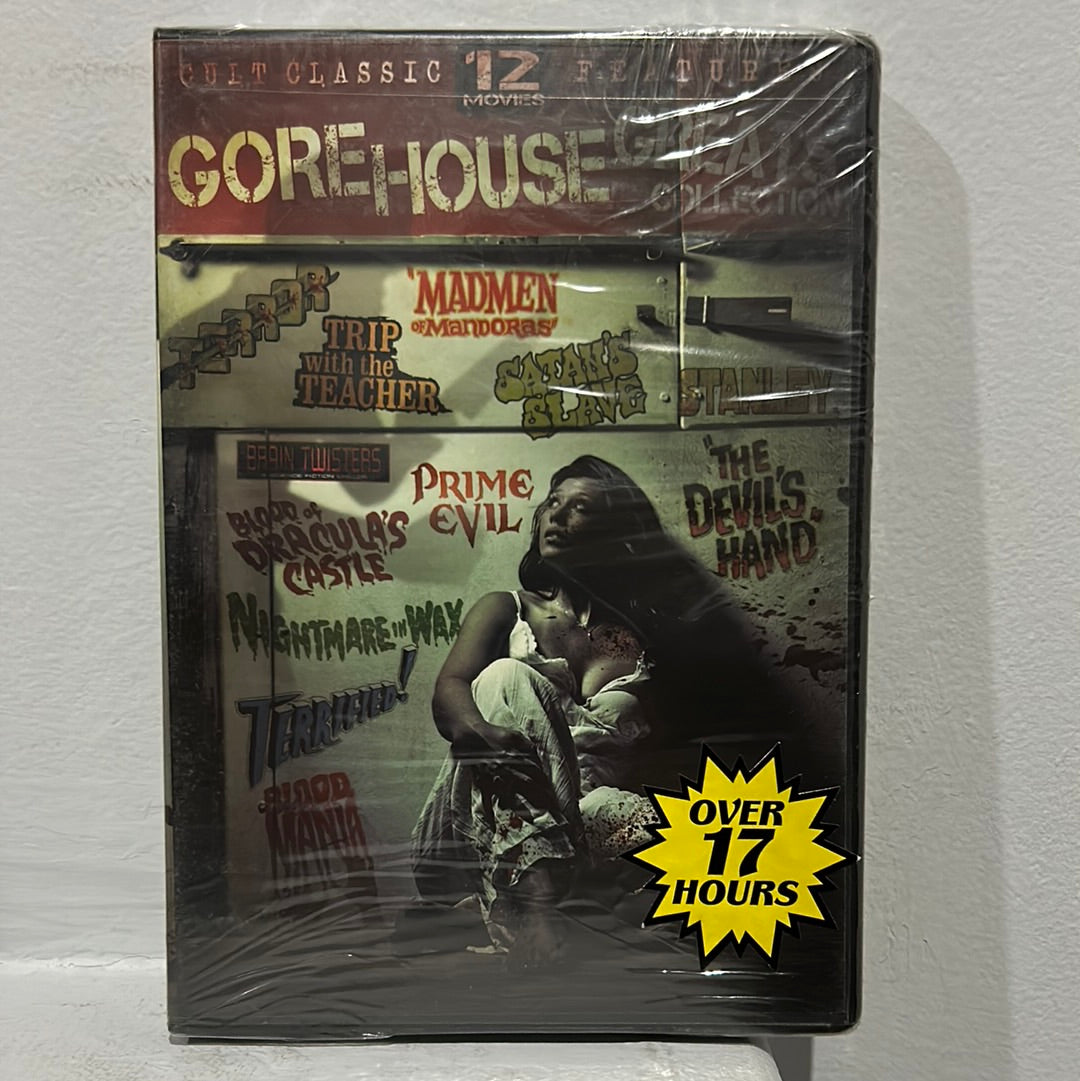 CULT CLASSIC 12 MOVIES FEATURES
GOREHOUSE GREATS
COLLECTION
TERROR
"MADMEN
OF MANDORAS"
TRIP
with the
TEACHER
SATAN'S
SLAVE
STANLEY
BRAIN TWISTERS
PRIME
EVIL
"THE
DEVIL'S
HAND
BLOOD of
DRACULA'S
CASTLE
NIGHTMARE IN WAX
TERRIFIED!
BLOOD
MANIA
OVER
17
HOURS